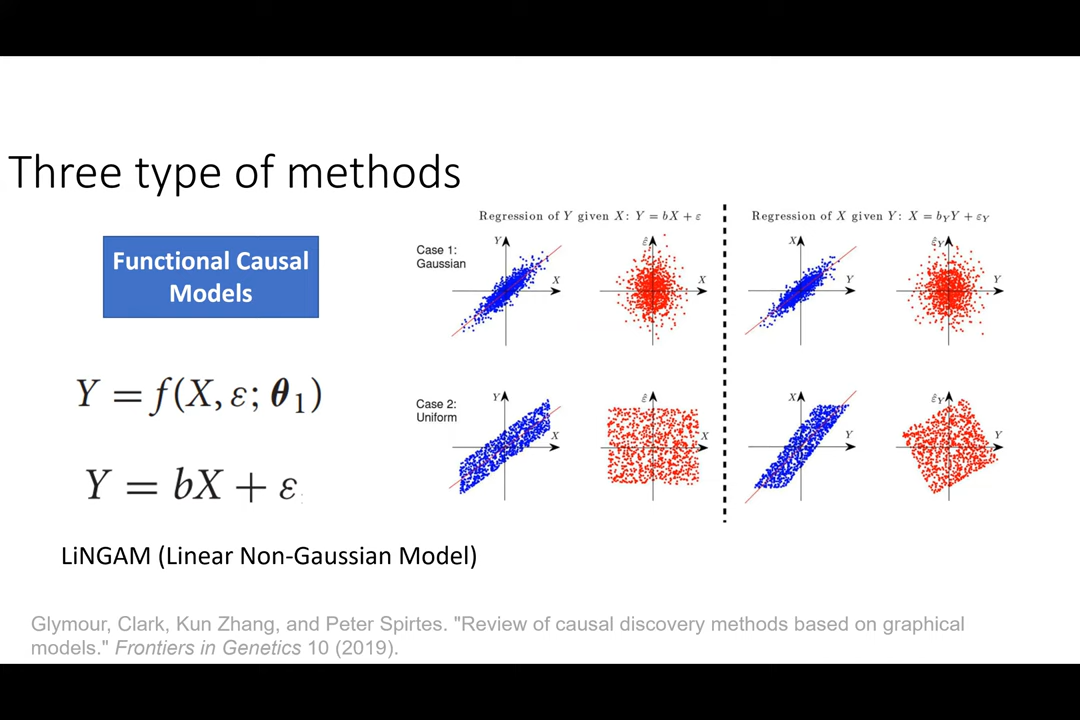 Three type of methods
Functional Causal
Models
Y = f(X, ε; θ₁)
Y = bX + ε
LiNGAM (Linear Non-Gaussian Model)
Regression of Y given X: Y = bX + ε
Case 1:
Gaussian
Y
X
ε̂
X
Case 2:
Uniform
Y
X
ε̂
X
Regression of X given Y: X = b_Y Y + ε_Y
X
Y
ε̂_Y
Y
X
Y
ε̂_Y
Y
Glymour, Clark, Kun Zhang, and Peter Spirtes. "Review of causal discovery methods based on graphical
models." Frontiers in Genetics 10 (2019).